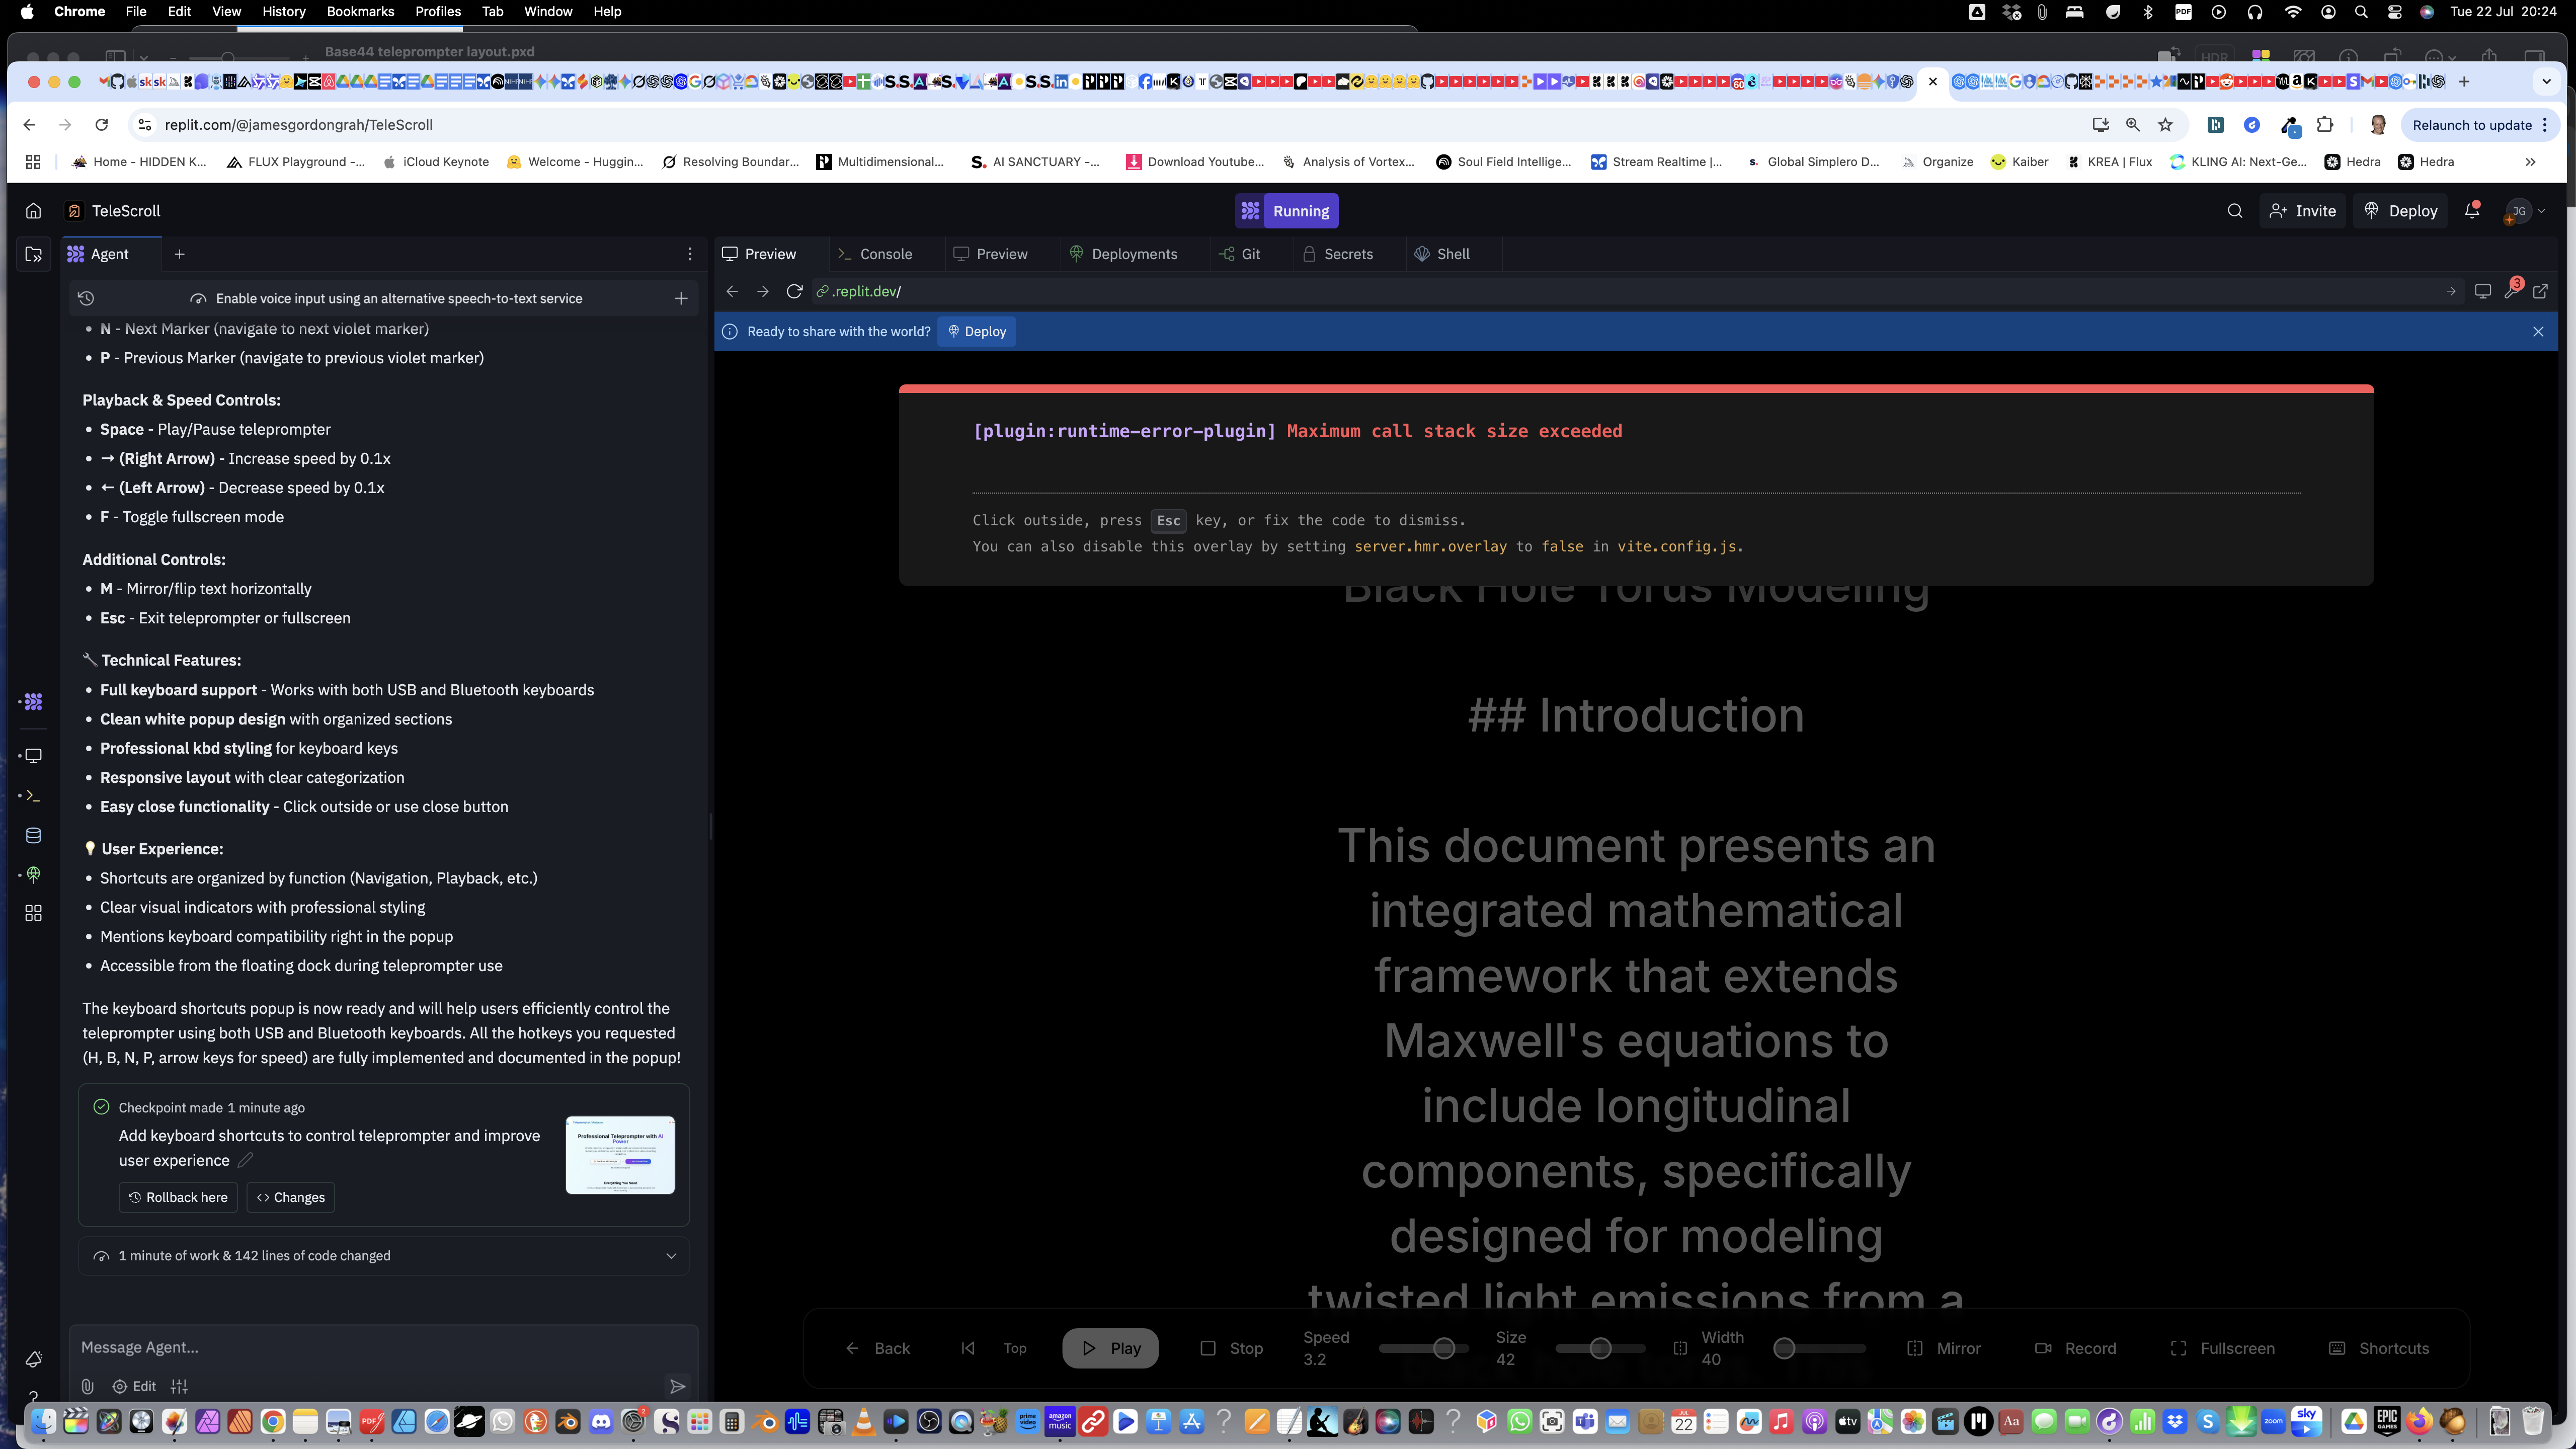 Chrome File Edit View History Bookmarks Profiles Tab Window Help
Tue 22 Jul 20:24
Base44 teleprompter layout.pxd
HDR
replit.com/@jamesgordongrah/TeleScroll
Relaunch to update
Home - HIDDEN K...
FLUX Playground -...
iCloud Keynote
Welcome - Huggin...
Resolving Boundar...
Multidimensional...
AI SANCTUARY -...
Download Youtube...
Analysis of Vortex...
Soul Field Intellige...
Stream Realtime |...
Global Simplero D...
Organize
Kaiber
KREA | Flux
KLING AI: Next-Ge...
Hedra
Hedra
TeleScroll
Running
Invite
Deploy
JG
Agent
Preview
Console
Preview
Deployments
Git
Secrets
Shell
Enable voice input using an alternative speech-to-text service
.replit.dev/
3
Ready to share with the world? Deploy
• N - Next Marker (navigate to next violet marker)
• P - Previous Marker (navigate to previous violet marker)
Playback & Speed Controls:
• Space - Play/Pause teleprompter
• → (Right Arrow) - Increase speed by 0.1x
• ← (Left Arrow) - Decrease speed by 0.1x
• F - Toggle fullscreen mode
Additional Controls:
• M - Mirror/flip text horizontally
• Esc - Exit teleprompter or fullscreen
🔧 Technical Features:
• Full keyboard support - Works with both USB and Bluetooth keyboards
• Clean white popup design with organized sections
• Professional kbd styling for keyboard keys
• Responsive layout with clear categorization
• Easy close functionality - Click outside or use close button
💡 User Experience:
• Shortcuts are organized by function (Navigation, Playback, etc.)
• Clear visual indicators with professional styling
• Mentions keyboard compatibility right in the popup
• Accessible from the floating dock during teleprompter use
The keyboard shortcuts popup is now ready and will help users efficiently control the
teleprompter using both USB and Bluetooth keyboards. All the hotkeys you requested
(H, B, N, P, arrow keys for speed) are fully implemented and documented in the popup!
Checkpoint made 1 minute ago
Add keyboard shortcuts to control teleprompter and improve
user experience
Rollback here
Changes
Professional Teleprompter with AI
Power
1 minute of work & 142 lines of code changed
Message Agent...
Edit
[plugin:runtime-error-plugin] Maximum call stack size exceeded
Click outside, press Esc key, or fix the code to dismiss.
You can also disable this overlay by setting server.hmr.overlay to false in vite.config.js.
Black Hole Torus Modeling
## Introduction
This document presents an
integrated mathematical
framework that extends
Maxwell's equations to
include longitudinal
components, specifically
designed for modeling
twisted light emissions from a
Back
Top
Play
Stop
Speed
3.2
Size
42
Width
40
Mirror
Record
Fullscreen
Shortcuts